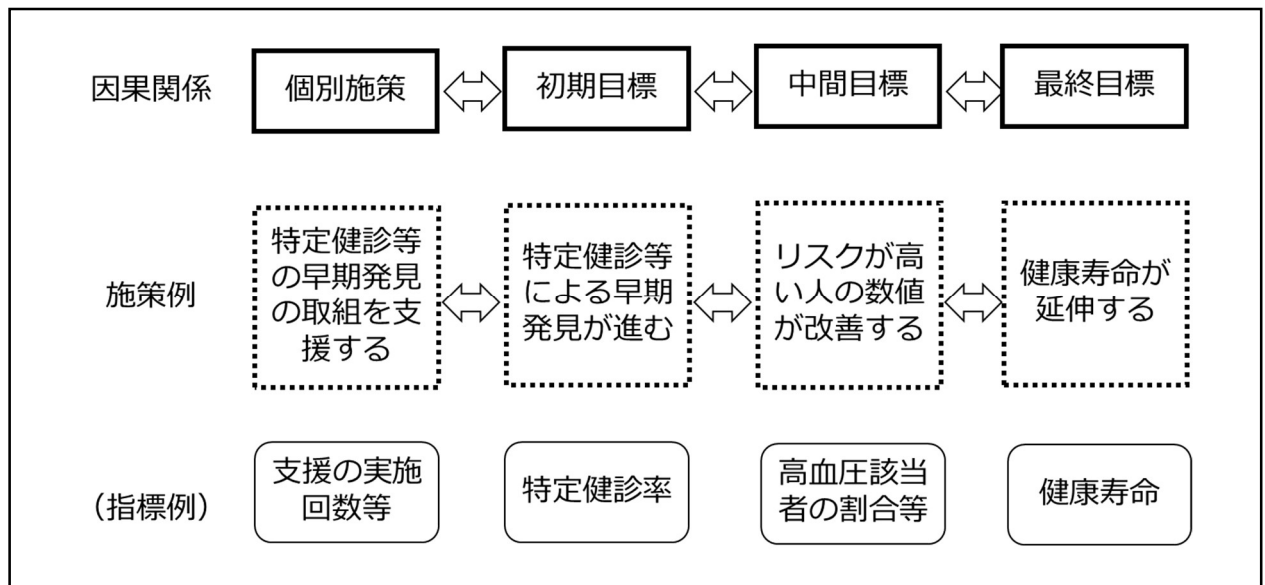 因果関係
個別施策
初期目標
中間目標
最終目標
施策例
特定健診等
の早期発見
の取組を支
援する
特定健診等
による早期
発見が進む
リスクが高
い人の数値
が改善する
健康寿命が
延伸する
（指標例）
支援の実施
回数等
特定健診率
高血圧該当
者の割合等
健康寿命